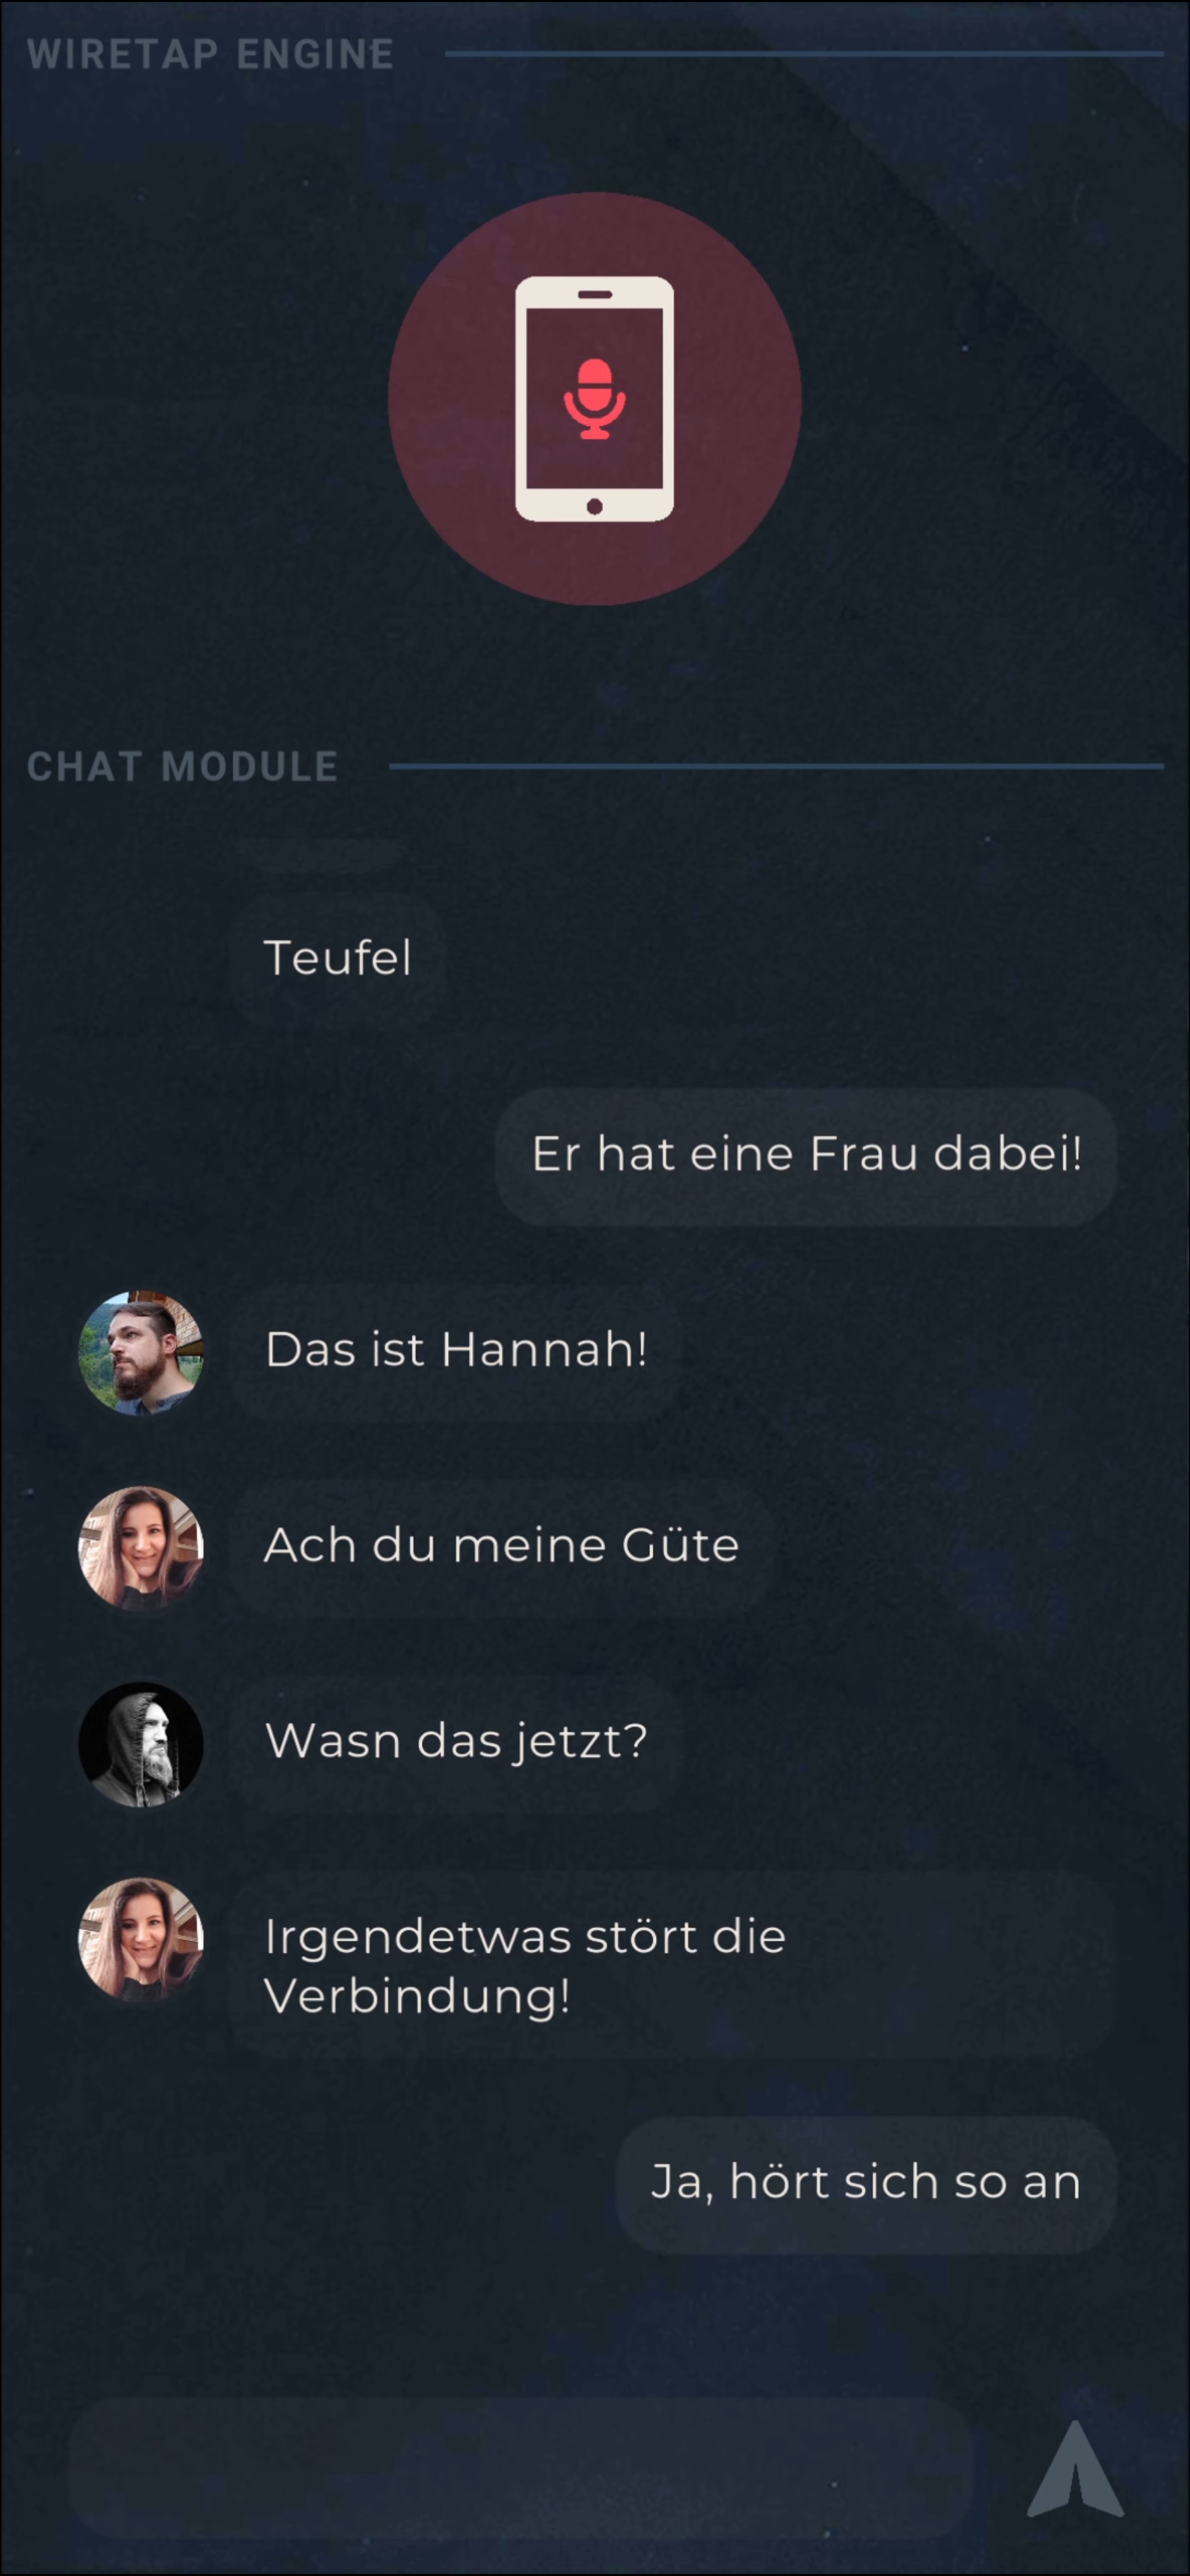 WIRETAP ENGINE
CHAT MODULE
Teufel
Er hat eine Frau dabei!
Das ist Hannah!
Ach du meine Güte
Wasn das jetzt?
Irgendetwas stört die
Verbindung!
Ja, hört sich so an